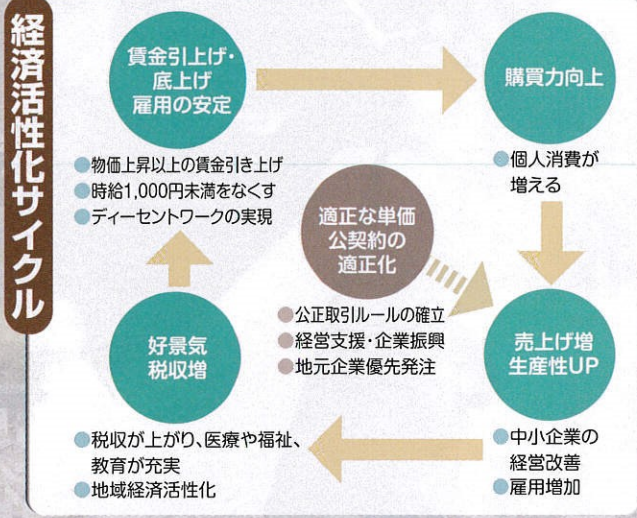 経済活性化サイクル
賃金引上げ・
底上げ
雇用の安定
●物価上昇以上の賃金引き上げ
●時給1,000円未満をなくす
●ディーセントワークの実現
購買力向上
●個人消費が
増える
適正な単価
公契約の
適正化
●公正取引ルールの確立
●経営支援・企業振興
●地元企業優先発注
売上げ増
生産性UP
●中小企業の
経営改善
●雇用増加
好景気
税収増
●税収が上がり、医療や福祉、
教育が充実
●地域経済活性化